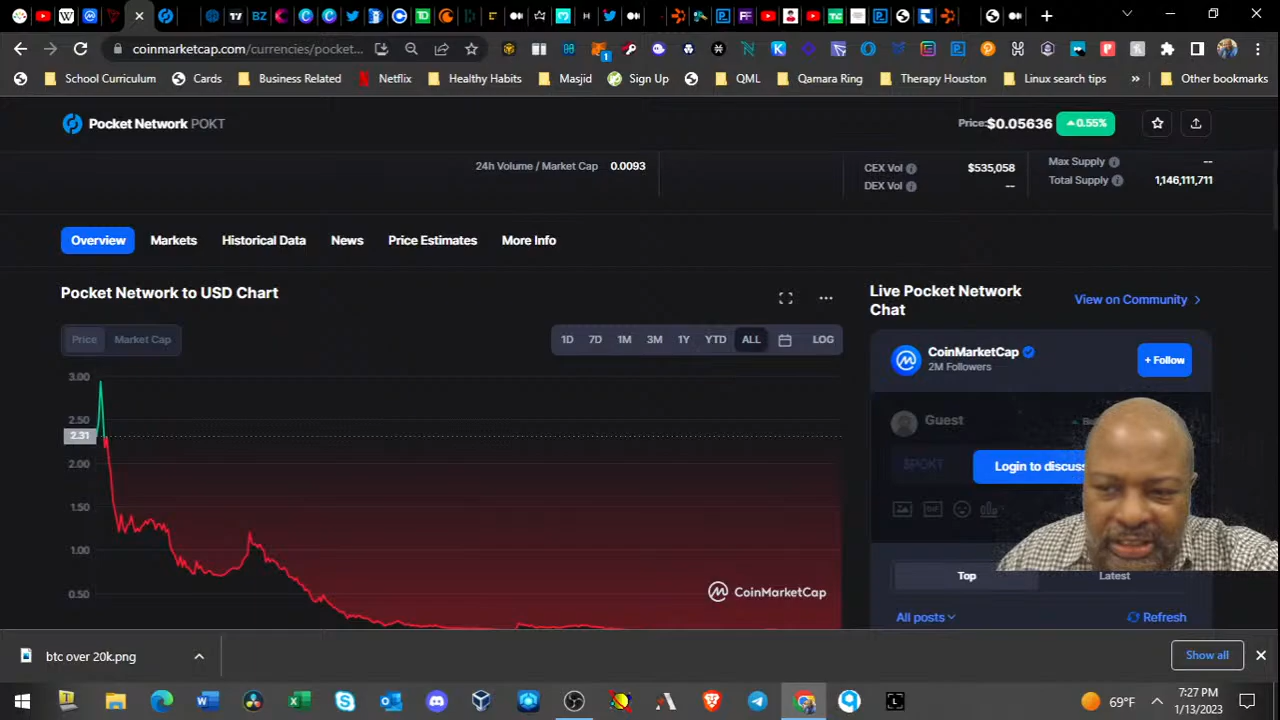 coinmarketcap.com/currencies/pocket...
School Curriculum
Cards
Business Related
Netflix
Healthy Habits
Masjid
Sign Up
QML
Qamara Ring
Therapy Houston
Linux search tips
»
Other bookmarks
Pocket Network POKT
Price:$0.05636
0.55%
24h Volume / Market Cap 0.0093
CEX Vol $535,058
DEX Vol --
Max Supply --
Total Supply 1,146,111,711
Overview
Markets
Historical Data
News
Price Estimates
More Info
Pocket Network to USD Chart
Price
Market Cap
1D
7D
1M
3M
1Y
YTD
ALL
LOG
3.00
2.50
2.31
2.00
1.50
1.00
0.50
CoinMarketCap
Live Pocket Network
Chat
View on Community
CoinMarketCap
2M Followers
+ Follow
Guest
$POKT
Login to discuss
GIF
Top
Latest
All posts
Refresh
btc over 20k.png
Show all
69°F
7:27 PM
1/13/2023